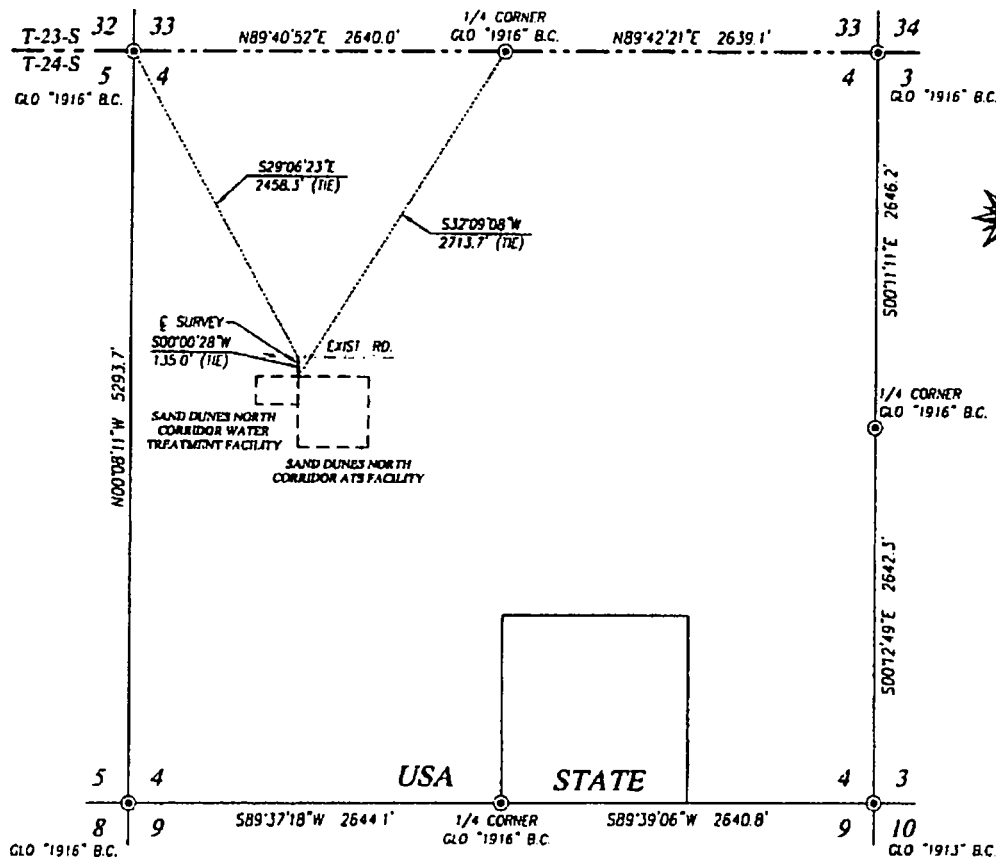 1/4 CORNER
GLO "1916" B.C.
32 33
T-23-S
T-24-S
N89°40'52"E 2640.0'
N89°42'21"E 2639.1'
33 34
5 4
GLO "1916" B.C.
4 3
GLO "1916" B.C.
S29°06'23"E
2458.3' (TIE)
S32°09'08"W
2713.7' (TIE)
S00°11'11"E 2646.2'
℄ SURVEY
S00°00'28"W
135.0' (TIE)
EXIST RD.
N00°08'11"W 5293.7'
SAND DUNES NORTH
CORRIDOR WATER
TREATMENT FACILITY
SAND DUNES NORTH
CORRIDOR ATS FACILITY
1/4 CORNER
GLO "1916" B.C.
S00°12'49"E 2642.3'
5 4
USA
STATE
4 3
8 9
GLO "1916" B.C.
S89°37'18"W 2644.1'
1/4 CORNER
GLO "1916" B.C.
S89°39'06"W 2640.8'
9 10
GLO "1913" B.C.